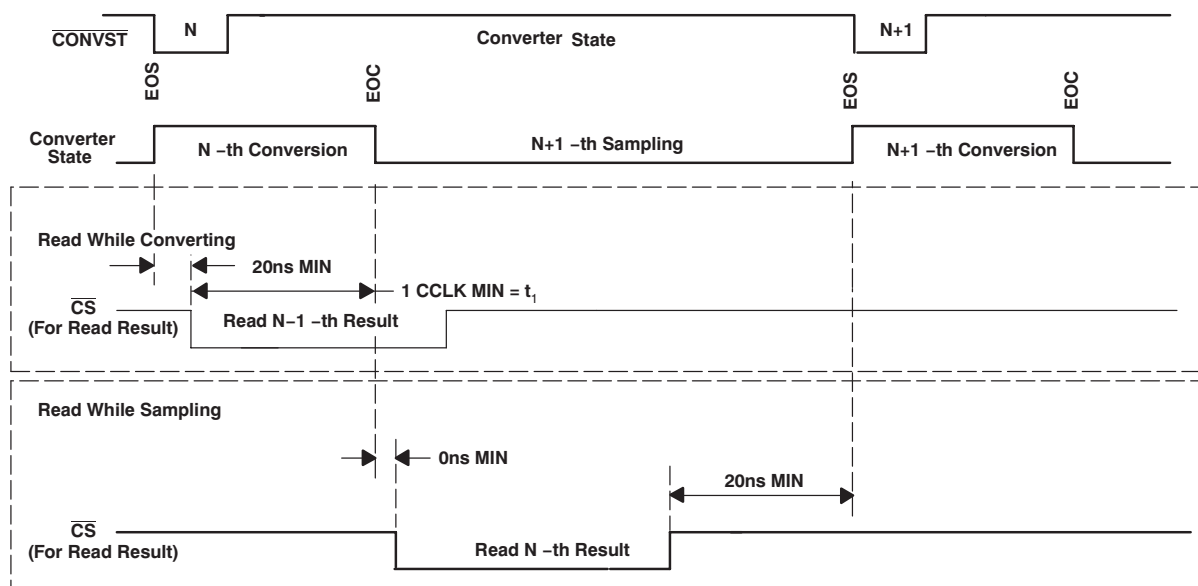 CONVST
N
Converter State
N+1
EOS
EOC
EOS
EOC
Converter
State
N −th Conversion
N+1 −th Sampling
N+1 −th Conversion
Read While Converting
20ns MIN
1 CCLK MIN = t1
CS
(For Read Result)
Read N−1 −th Result
Read While Sampling
0ns MIN
20ns MIN
CS
(For Read Result)
Read N −th Result